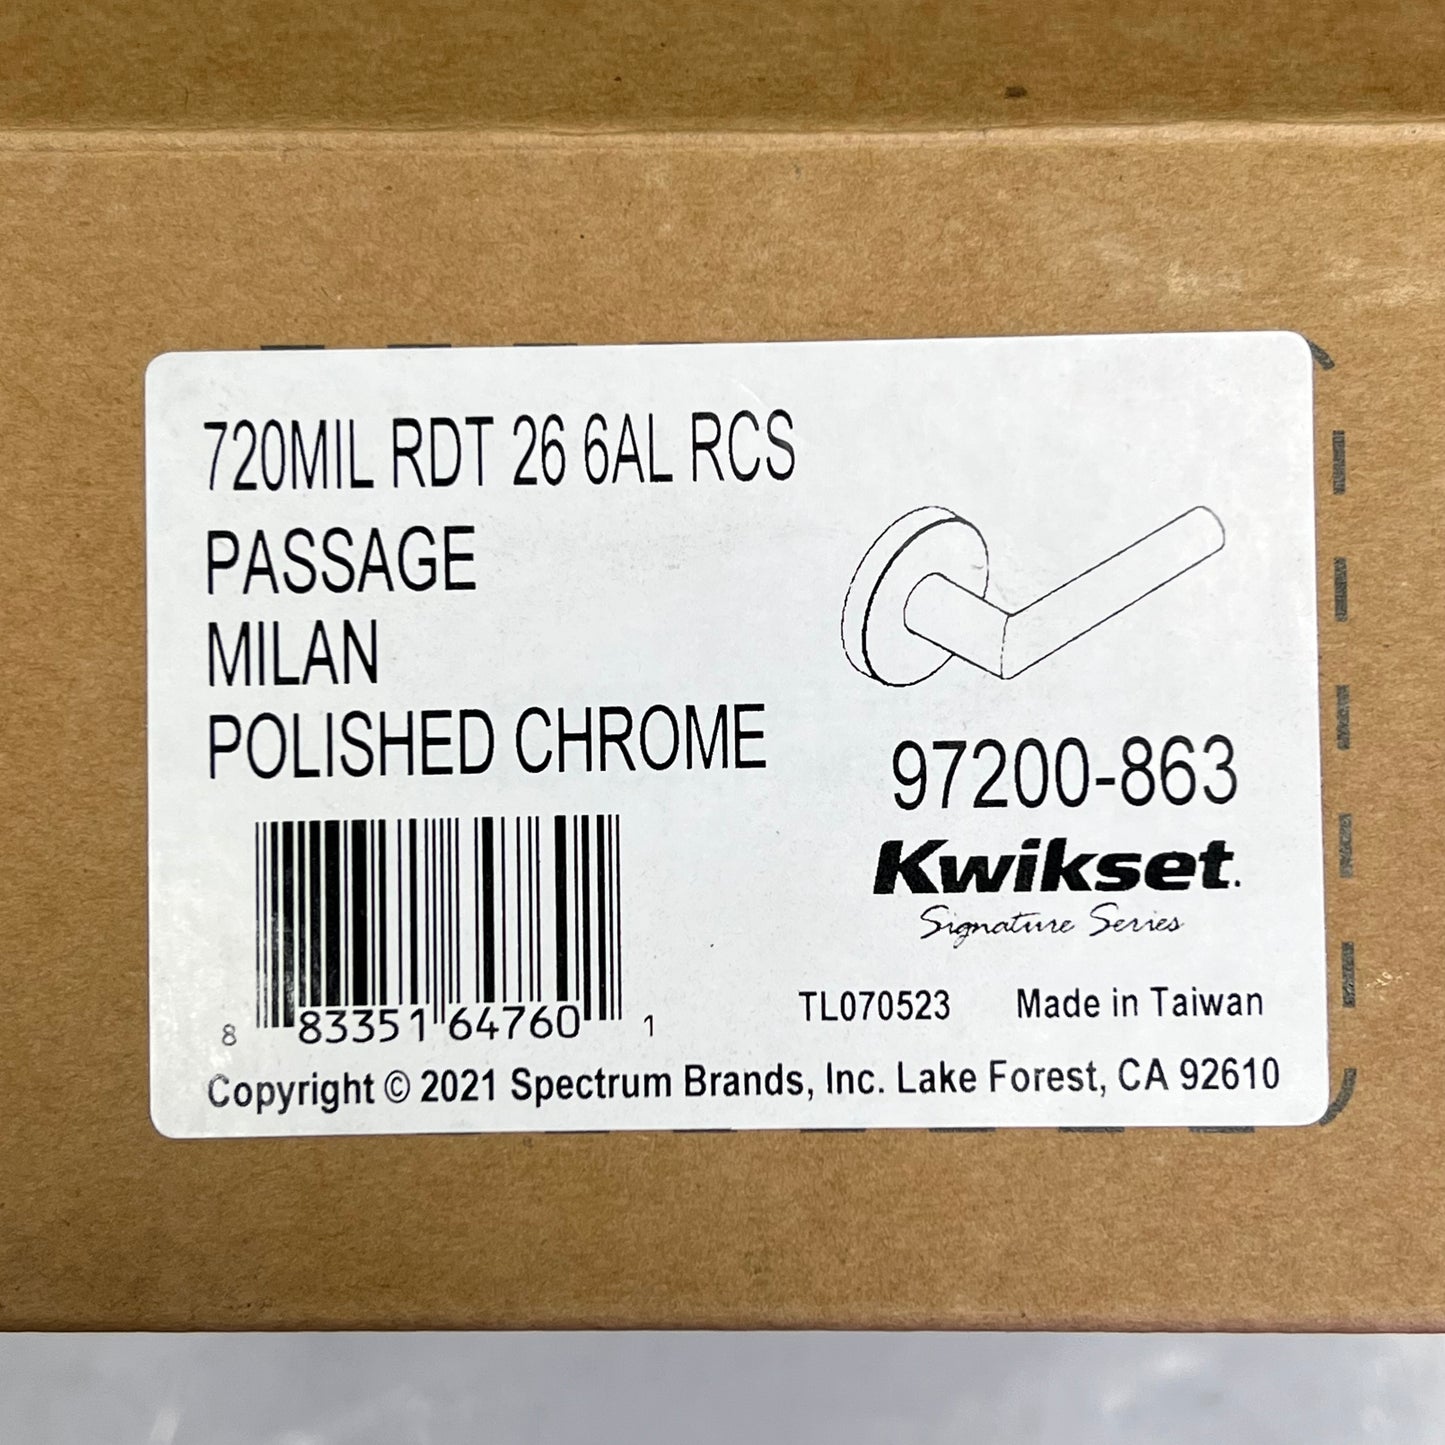 720MIL RDT 26 6AL RCS
PASSAGE
MILAN
POLISHED CHROME
97200-863
Kwikset.
Signature Series
8 83351 64760 1
TL070523 Made in Taiwan
Copyright © 2021 Spectrum Brands, Inc. Lake Forest, CA 92610